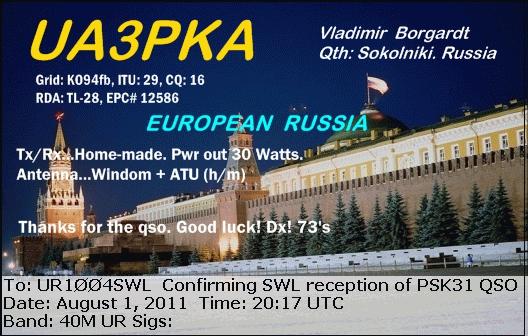 UA3PKA
Vladimir Borgardt
Qth: Sokolniki. Russia
Grid: KO94fb, ITU: 29, CQ: 16
RDA: TL-28, EPC# 12586
EUROPEAN RUSSIA
Tx/Rx...Home-made. Pwr out 30 Watts.
Antenna...Windom + ATU (h/m)
Thanks for the qso. Good luck! Dx! 73's
To: UR1ØØ4SWL Confirming SWL reception of PSK31 QSO
Date: August 1, 2011 Time: 20:17 UTC
Band: 40M UR Sigs: